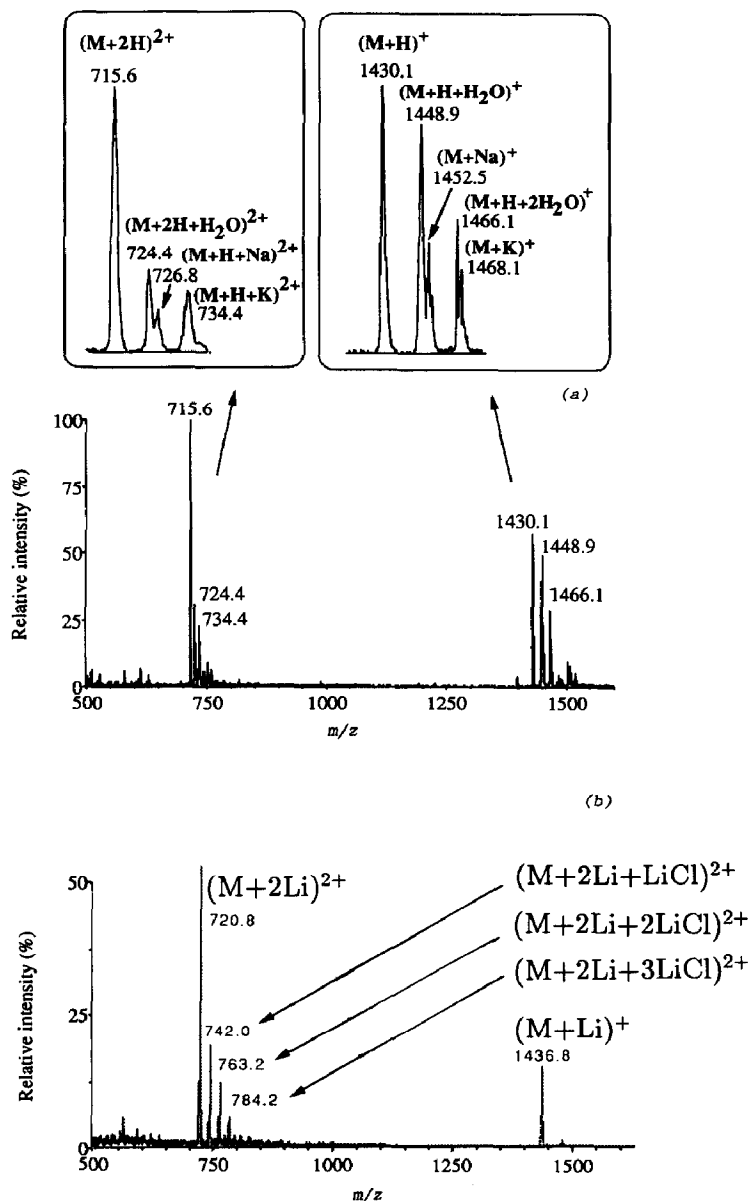 (M+2H)2+
715.6
(M+2H+H2O)2+
724.4 (M+H+Na)2+
726.8
(M+H+K)2+
734.4
(M+H)+
1430.1
(M+H+H2O)+
1448.9
(M+Na)+
1452.5
(M+H+2H2O)+
1466.1
(M+K)+
1468.1
(a)
715.6
724.4
734.4
1430.1
1448.9
1466.1
Relative intensity (%)
100
75
50
25
0
500 750 1000 1250 1500
m/z
(b)
(M+2Li)2+
720.8
742.0
763.2
784.2
(M+2Li+LiCl)2+
(M+2Li+2LiCl)2+
(M+2Li+3LiCl)2+
(M+Li)+
1436.8
Relative intensity (%)
50
25
0
500 750 1000 1250 1500
m/z